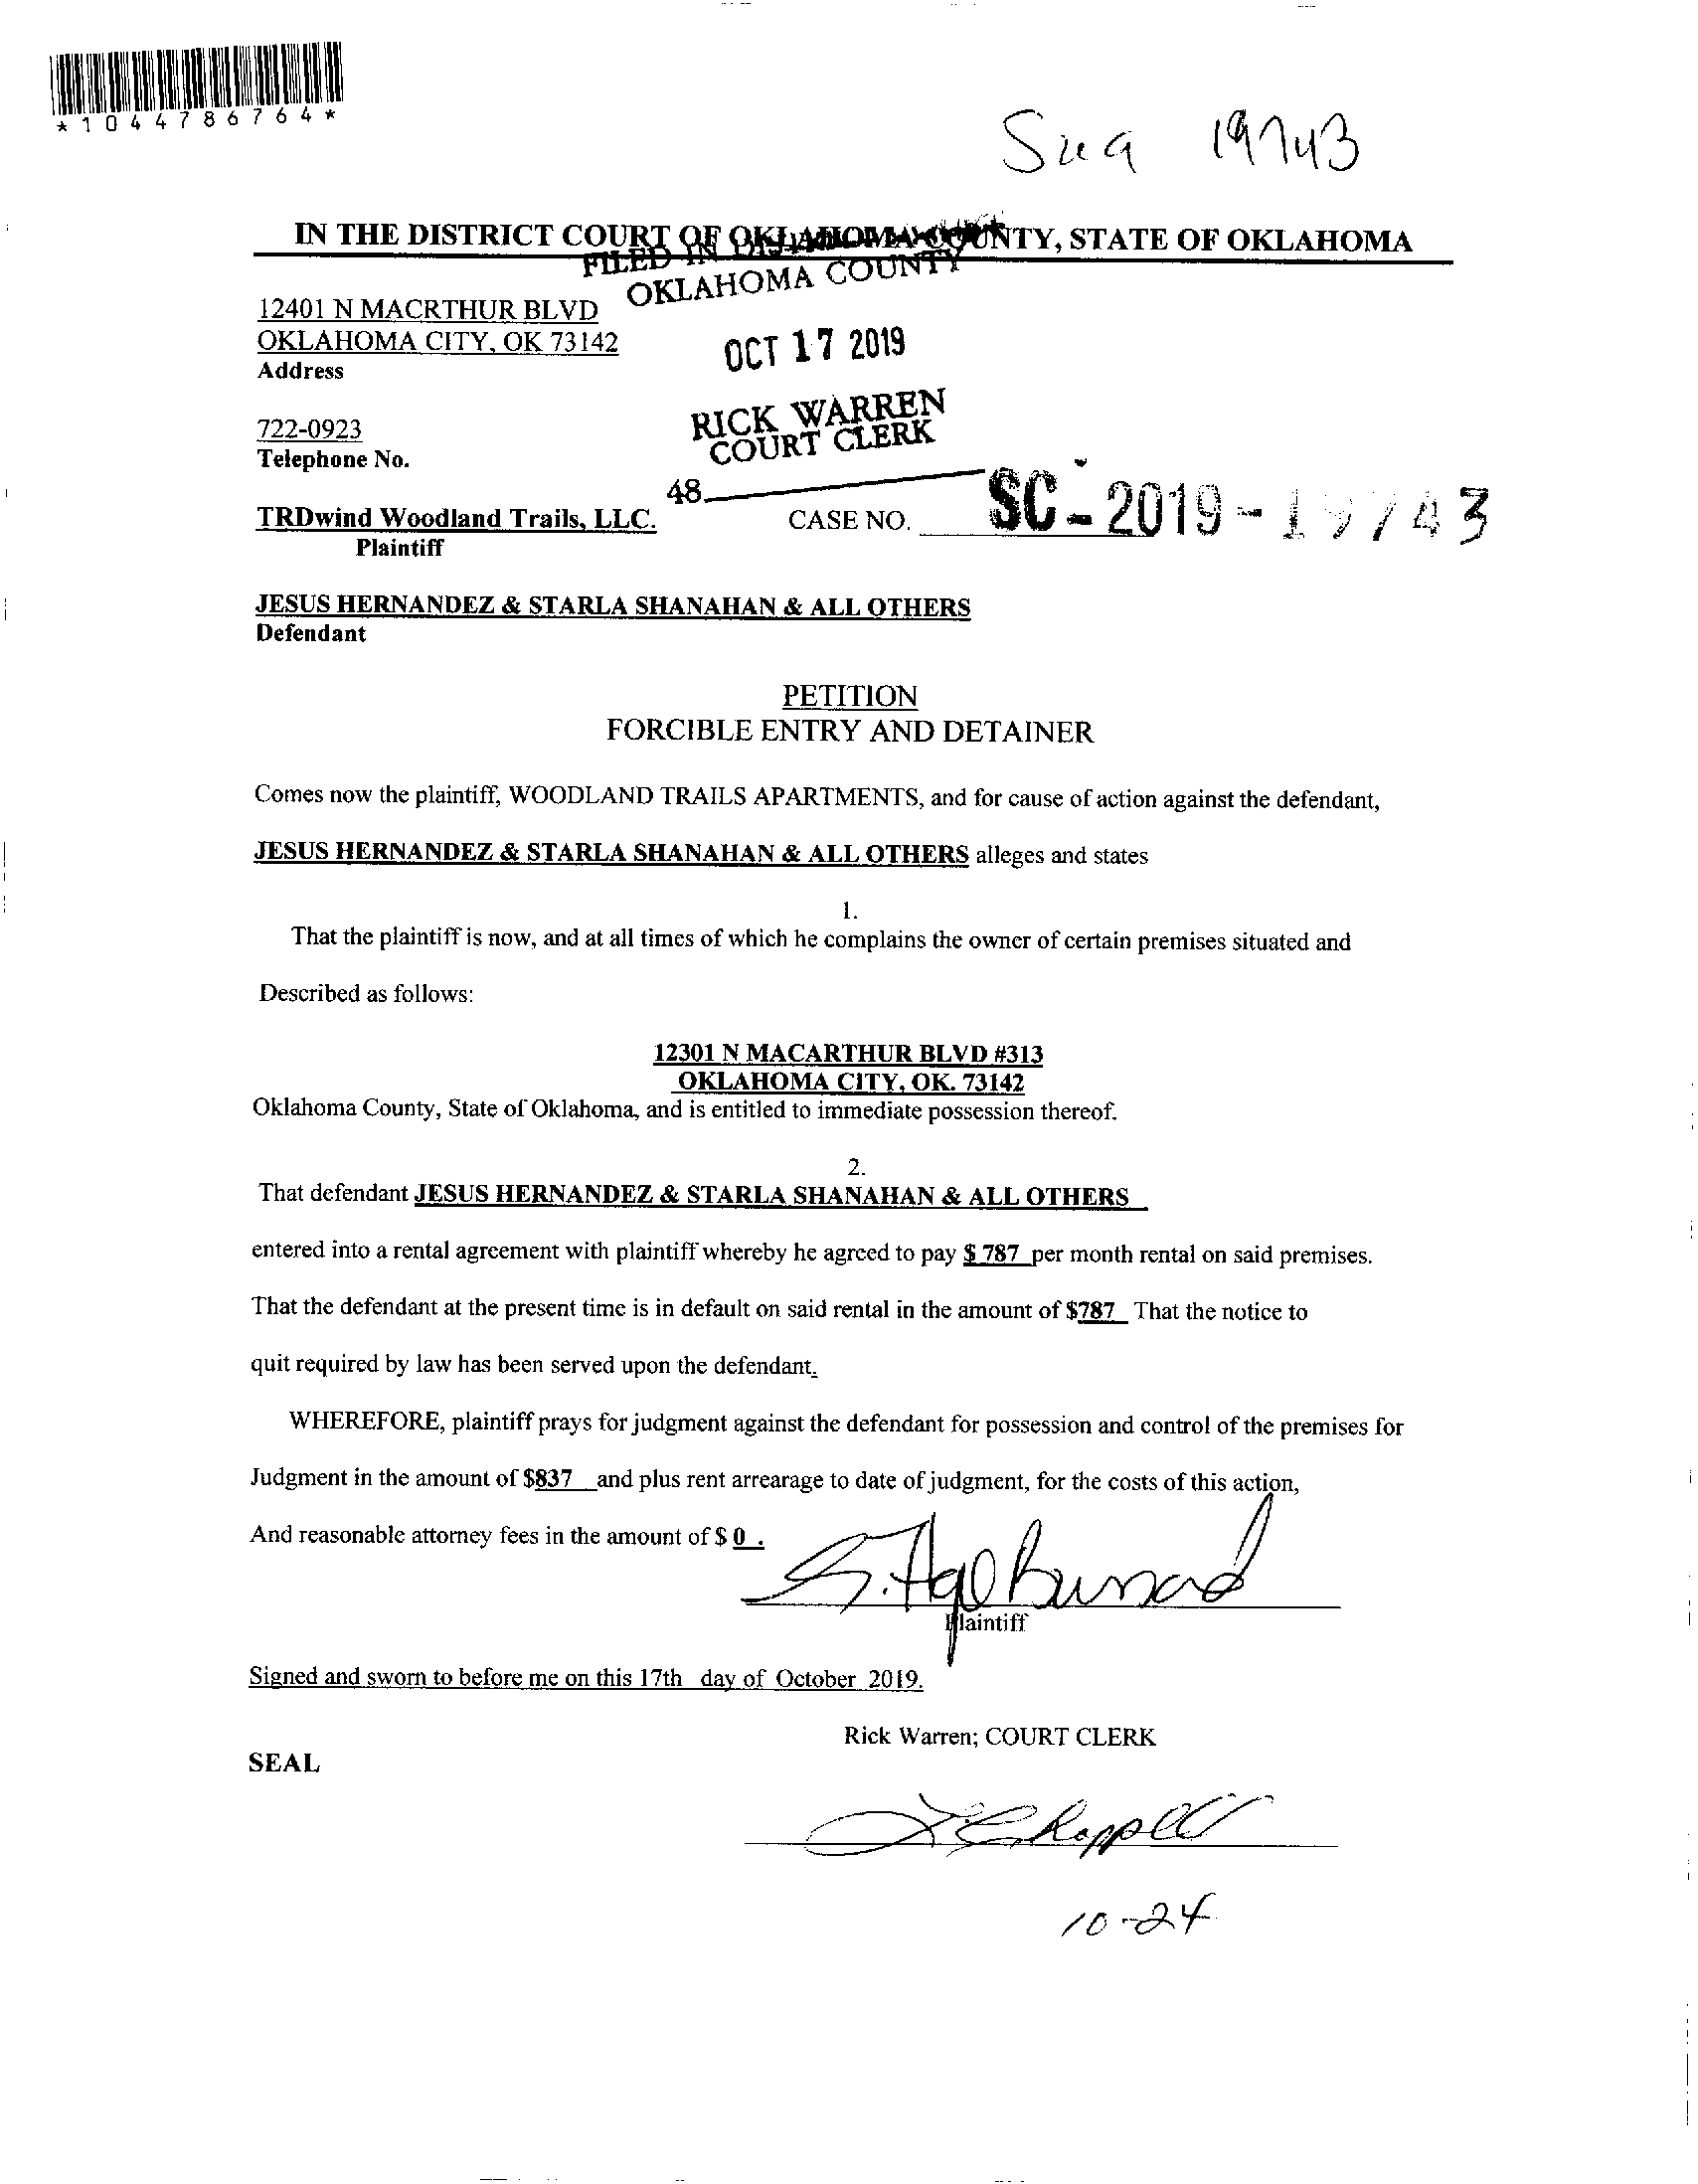 *1044786764*
19743
IN THE DISTRICT COURT OF OKLAHOMA COUNTY, STATE OF OKLAHOMA
FILED IN
OKLAHOMA COUNTY
12401 N MACRTHUR BLVD
OKLAHOMA CITY, OK 73142
Address
OCT 17 2019
RICK WARREN
COURT CLERK
722-0923
Telephone No.
48
TRDwind Woodland Trails, LLC.
CASE NO. SC-2019-19743
Plaintiff
JESUS HERNANDEZ & STARLA SHANAHAN & ALL OTHERS
Defendant
PETITION
FORCIBLE ENTRY AND DETAINER
Comes now the plaintiff, WOODLAND TRAILS APARTMENTS, and for cause of action against the defendant,
JESUS HERNANDEZ & STARLA SHANAHAN & ALL OTHERS alleges and states
1.
That the plaintiff is now, and at all times of which he complains the owner of certain premises situated and
Described as follows:
12301 N MACARTHUR BLVD #313
OKLAHOMA CITY, OK. 73142
Oklahoma County, State of Oklahoma, and is entitled to immediate possession thereof.
2.
That defendant JESUS HERNANDEZ & STARLA SHANAHAN & ALL OTHERS
entered into a rental agreement with plaintiff whereby he agreed to pay $ 787 per month rental on said premises.
That the defendant at the present time is in default on said rental in the amount of $787 That the notice to
quit required by law has been served upon the defendant.
WHEREFORE, plaintiff prays for judgment against the defendant for possession and control of the premises for
Judgment in the amount of $837 and plus rent arrearage to date of judgment, for the costs of this action,
And reasonable attorney fees in the amount of $ 0 .
Plaintiff
Signed and sworn to before me on this 17th day of October 2019.
Rick Warren; COURT CLERK
SEAL
10-24